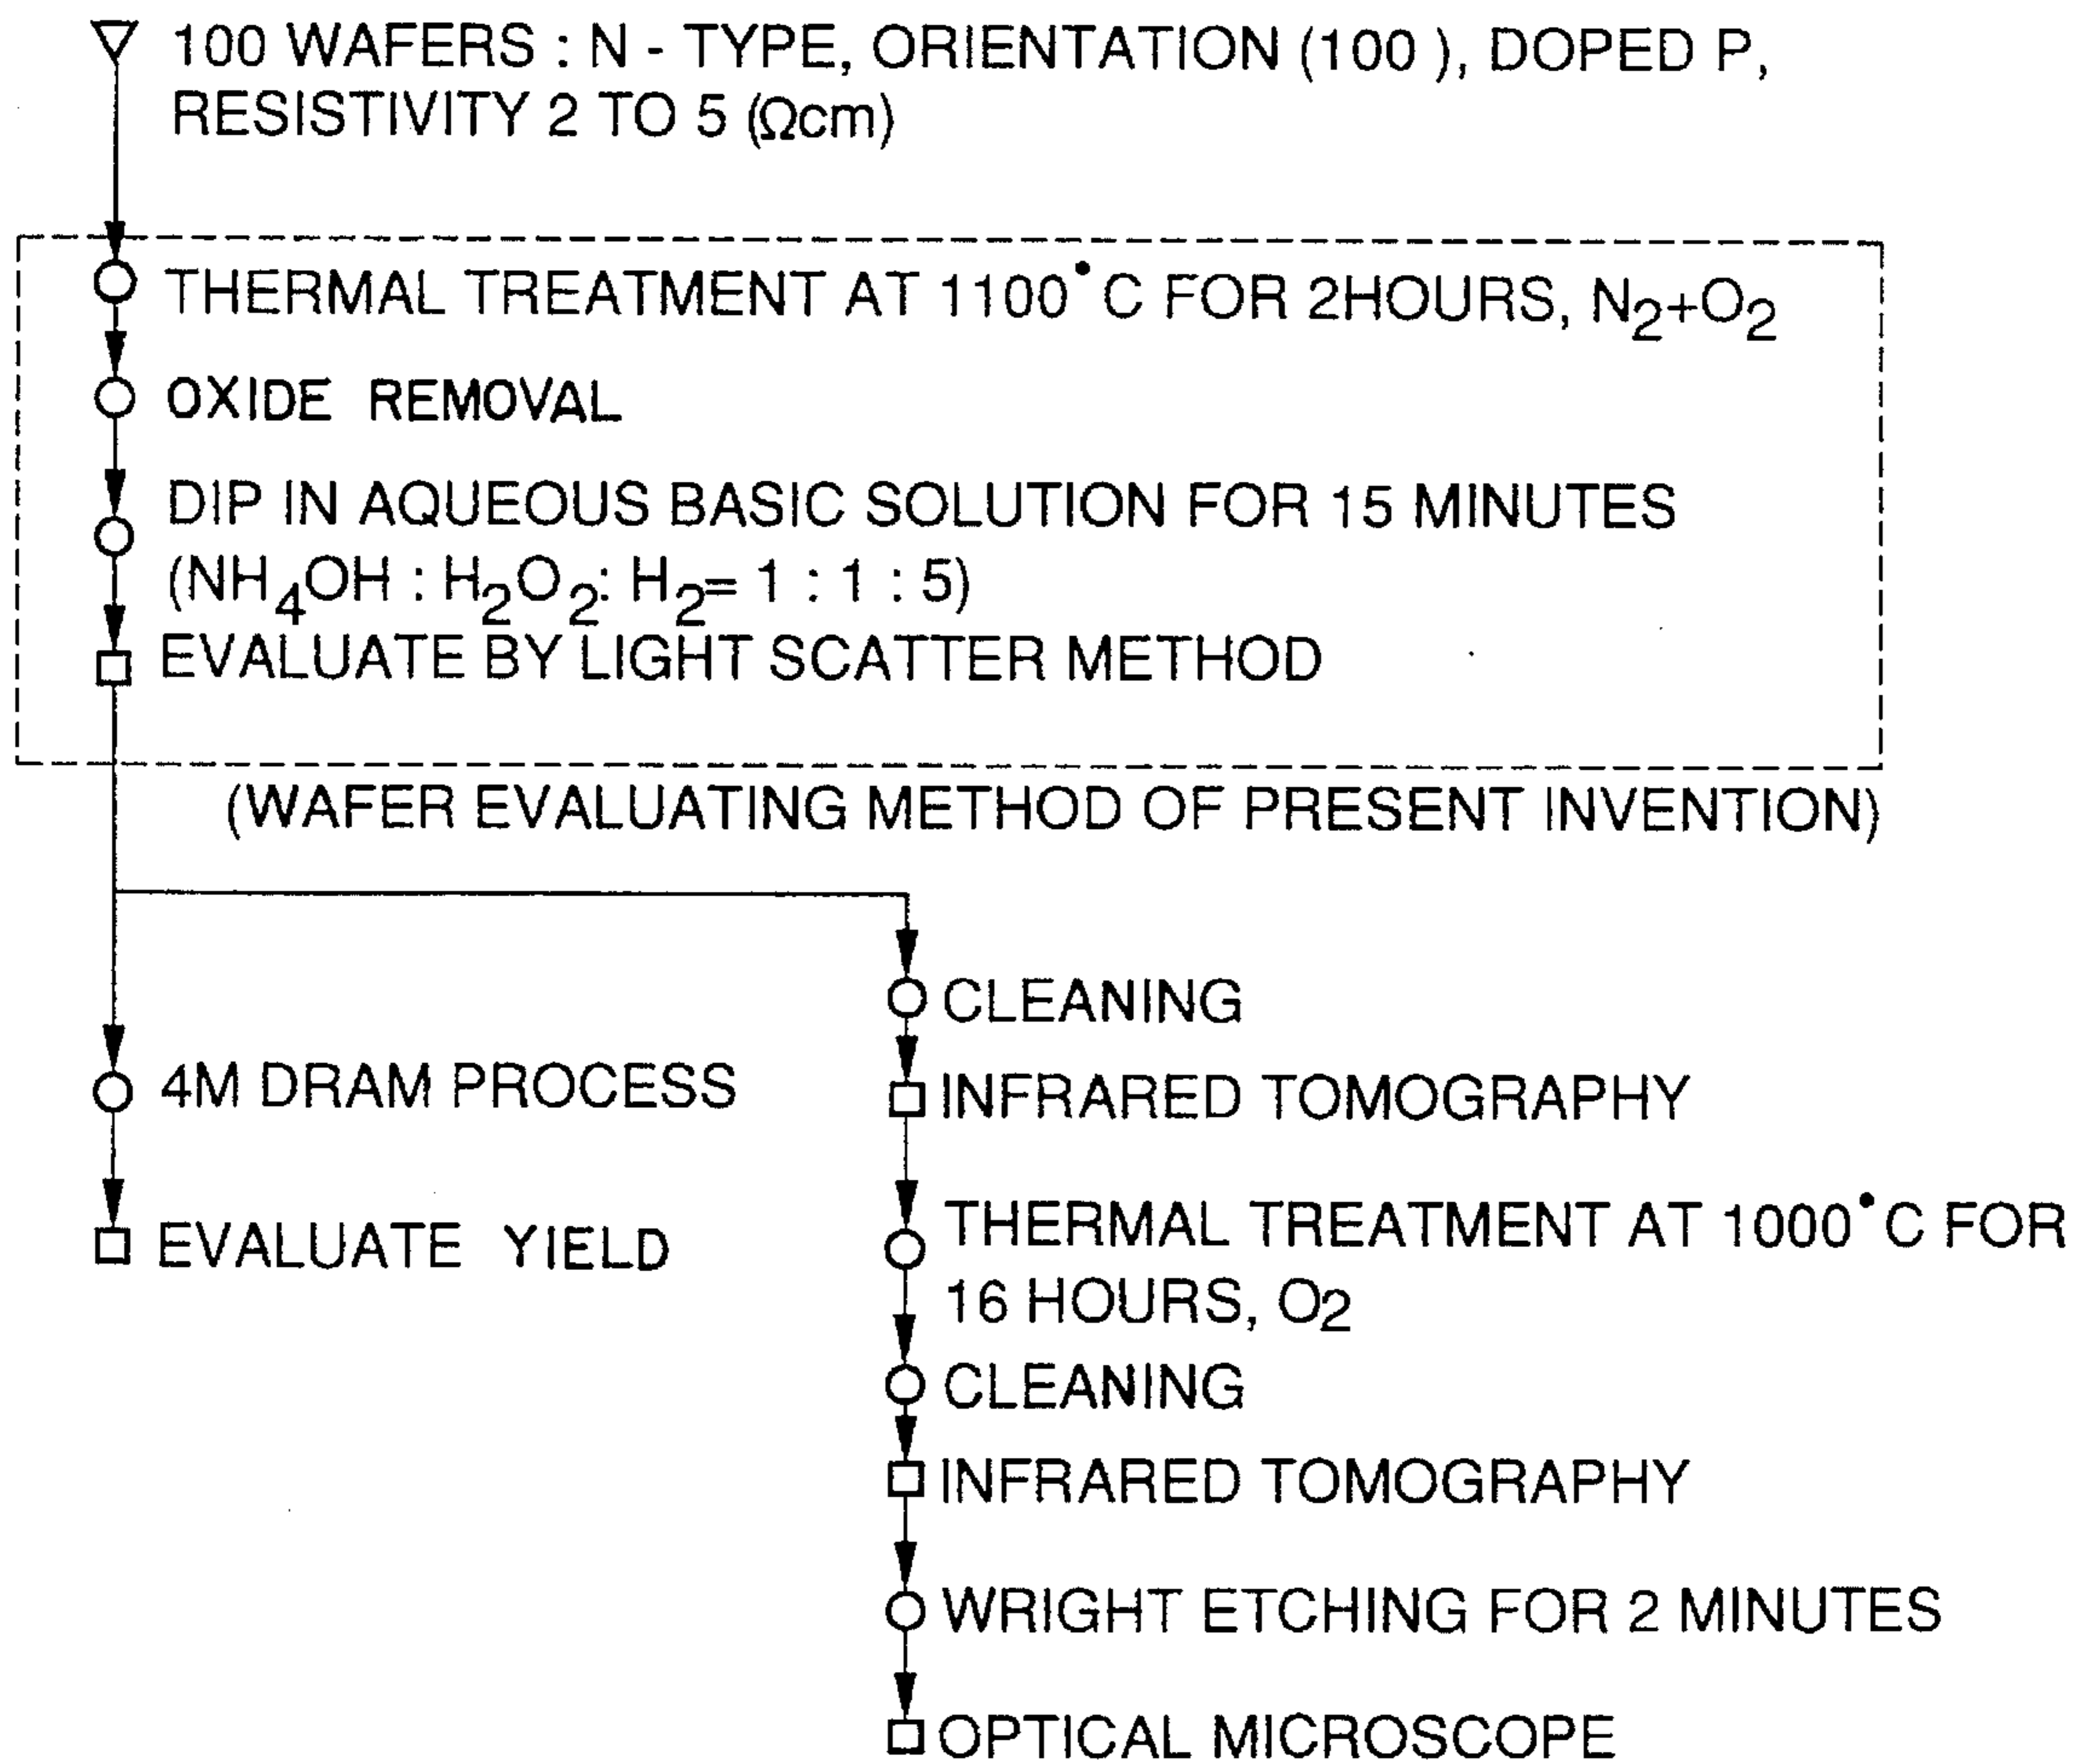 100 WAFERS : N - TYPE, ORIENTATION (100 ), DOPED P,
RESISTIVITY 2 TO 5 (Ωcm)
THERMAL TREATMENT AT 1100°C FOR 2HOURS, N₂+O₂
OXIDE REMOVAL
DIP IN AQUEOUS BASIC SOLUTION FOR 15 MINUTES
(NH₄OH : H₂O₂: H₂= 1 : 1 : 5)
EVALUATE BY LIGHT SCATTER METHOD
(WAFER EVALUATING METHOD OF PRESENT INVENTION)
4M DRAM PROCESS
EVALUATE YIELD
CLEANING
INFRARED TOMOGRAPHY
THERMAL TREATMENT AT 1000°C FOR
16 HOURS, O₂
CLEANING
INFRARED TOMOGRAPHY
WRIGHT ETCHING FOR 2 MINUTES
OPTICAL MICROSCOPE